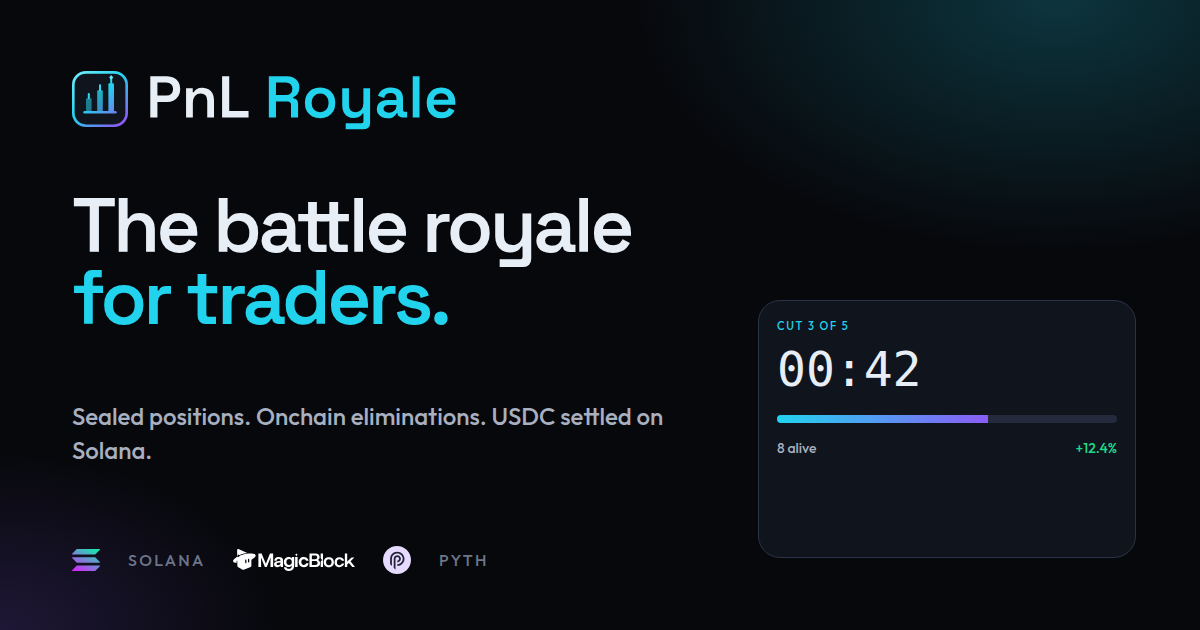 PnL Royale
The battle royale
for traders.
Sealed positions. Onchain eliminations. USDC settled on
Solana.
SOLANA MagicBlock PYTH
CUT 3 OF 5
00:42
8 alive +12.4%